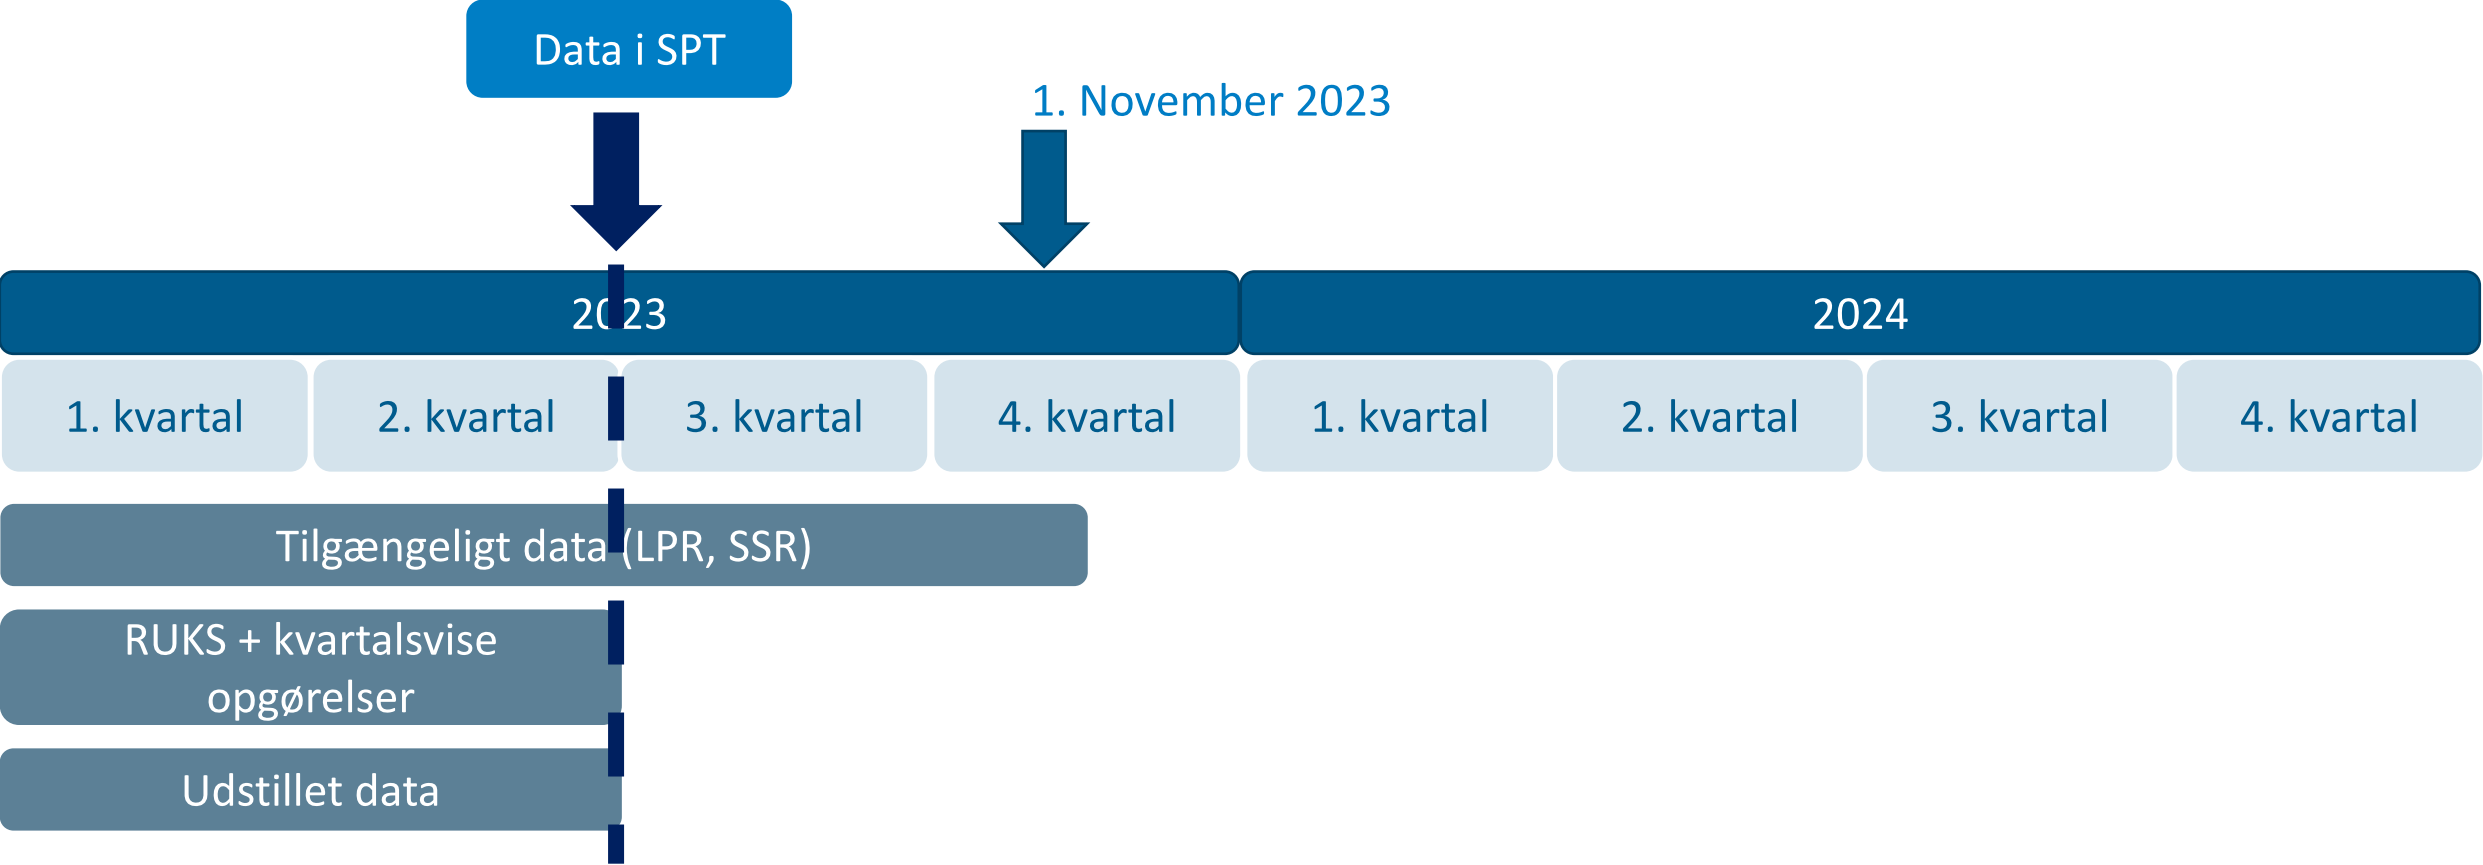 Data i SPT
1. November 2023
2023
2024
1. kvartal
2. kvartal
3. kvartal
4. kvartal
1. kvartal
2. kvartal
3. kvartal
4. kvartal
Tilgængeligt data (LPR, SSR)
RUKS + kvartalsvise
opgørelser
Udstillet data